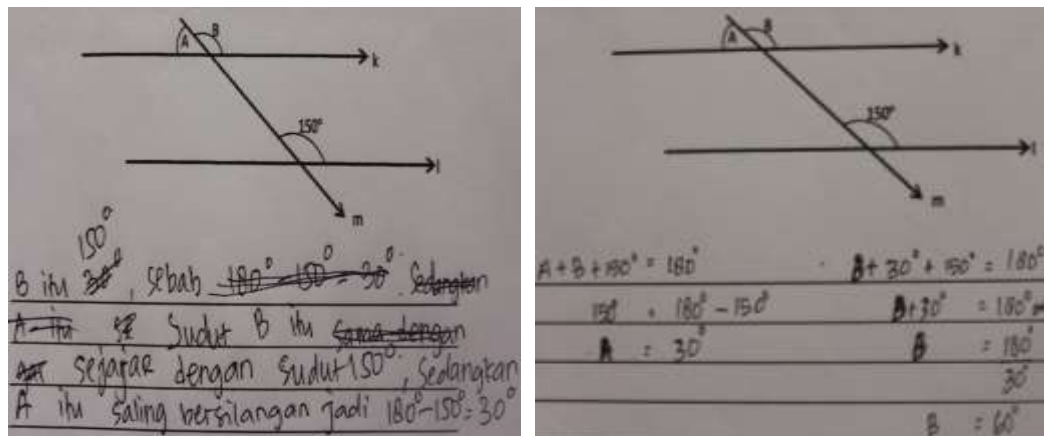 A B
k
150°
l
m
150°
B itu 30°, sebab 180° 150° = 30°. Sedangkan
A itu Sudut B itu sama dengan
sejajar dengan sudut 150°, sedangkan
A itu saling bersilangan jadi 180°-150°=30°
A B
k
150°
l
m
A+B+150° = 180°
150 = 180° - 150°
A = 30°
B + 30° + 150° = 180°
B+30° = 180°
B = 180°
30°
B = 60°